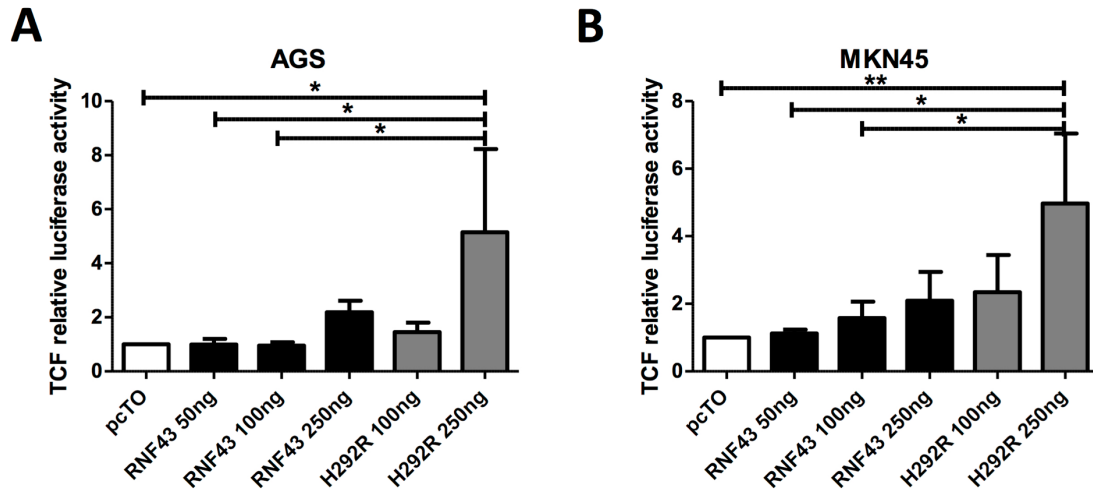 A
AGS
TCF relative luciferase activity
10
8
6
4
2
0
*
*
*
pcTO
RNF43 50ng
RNF43 100ng
RNF43 250ng
H292R 100ng
H292R 250ng
B
MKN45
TCF relative luciferase activity
8
6
4
2
0
**
*
*
pcTO
RNF43 50ng
RNF43 100ng
RNF43 250ng
H292R 100ng
H292R 250ng